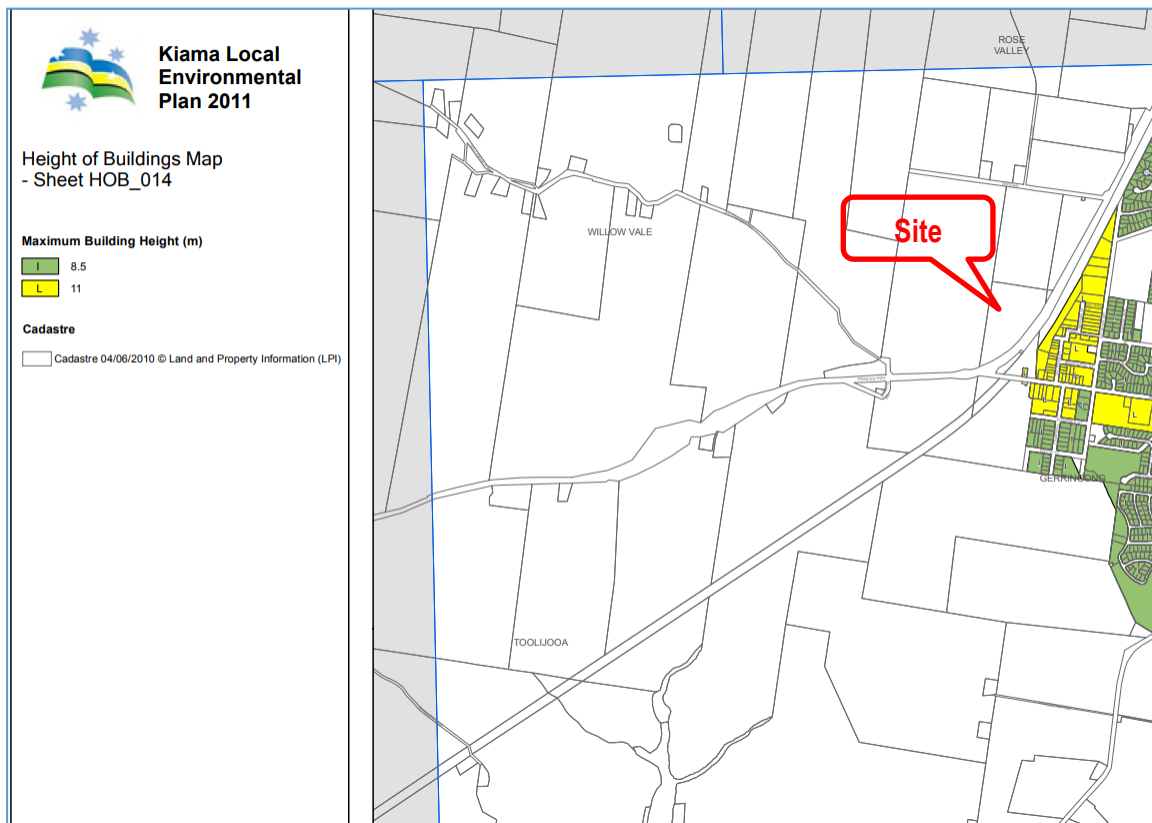 Kiama Local
Environmental
Plan 2011
Height of Buildings Map
- Sheet HOB_014
Maximum Building Height (m)
I 8.5
L 11
Cadastre
Cadastre 04/06/2010 © Land and Property Information (LPI)
ROSE
VALLEY
WILLOW VALE
Site
GERRINGONG
TOOLIJOOA